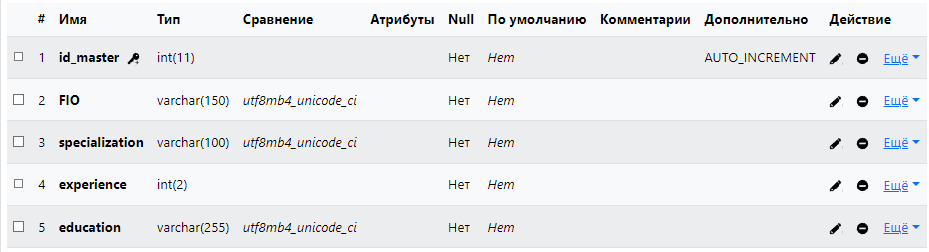 # Имя Тип Сравнение Атрибуты Null По умолчанию Комментарии Дополнительно Действие
1 id_master int(11) Нет Нет AUTO_INCREMENT Ещё
2 FIO varchar(150) utf8mb4_unicode_ci Нет Нет Ещё
3 specialization varchar(100) utf8mb4_unicode_ci Нет Нет Ещё
4 experience int(2) Нет Нет Ещё
5 education varchar(255) utf8mb4_unicode_ci Нет Нет Ещё